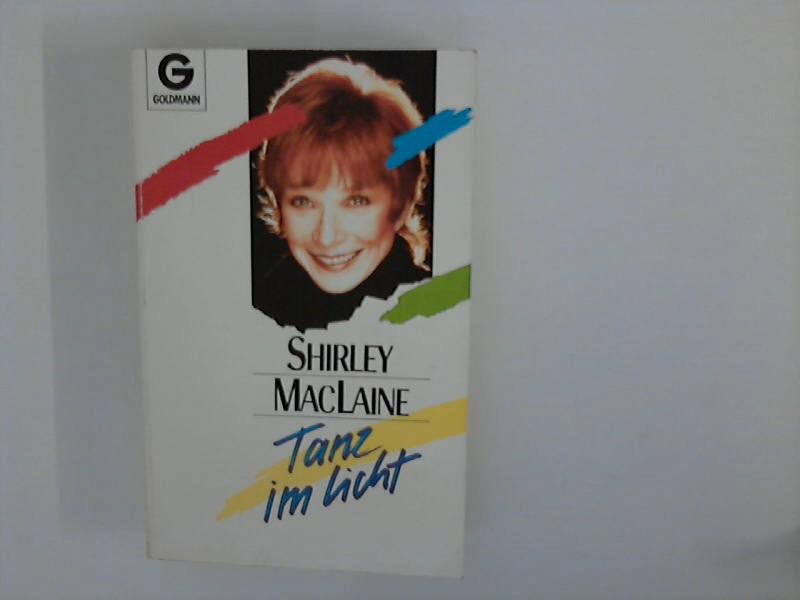 G
GOLDMANN
SHIRLEY
MACLAINE
Tanz
im Licht